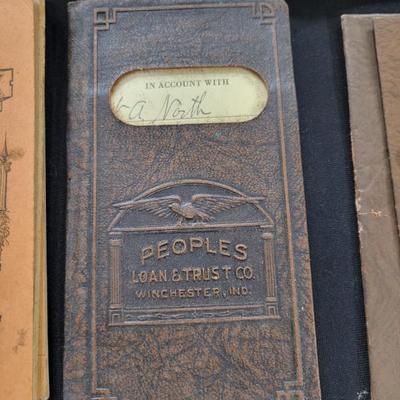 IN ACCOUNT WITH
A North
PEOPLES
LOAN & TRUST CO.
WINCHESTER, IND.